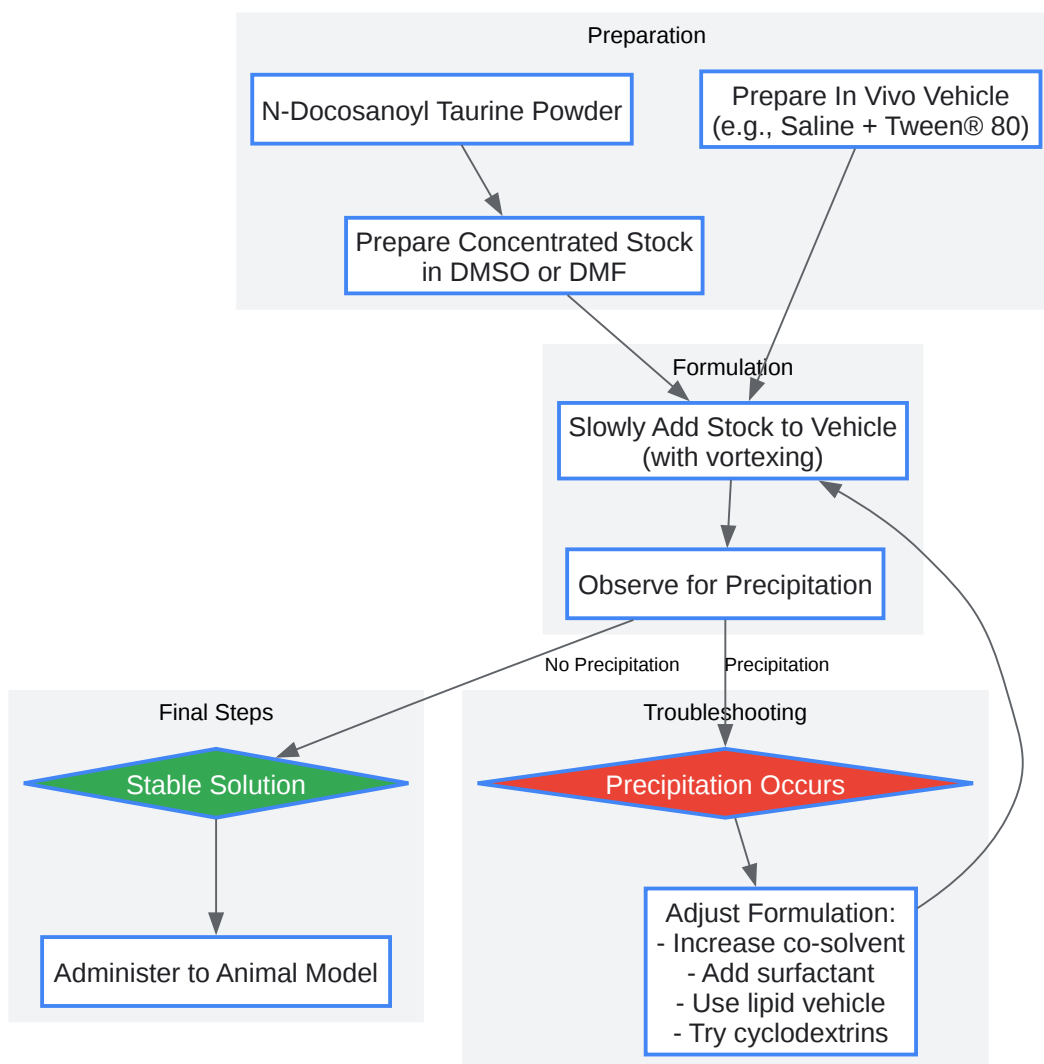 Preparation
N-Docosanoyl Taurine Powder
Prepare In Vivo Vehicle
(e.g., Saline + Tween® 80)
Prepare Concentrated Stock
in DMSO or DMF
Formulation
Slowly Add Stock to Vehicle
(with vortexing)
Observe for Precipitation
No Precipitation
Precipitation
Final Steps
Stable Solution
Administer to Animal Model
Troubleshooting
Precipitation Occurs
Adjust Formulation:
- Increase co-solvent
- Add surfactant
- Use lipid vehicle
- Try cyclodextrins